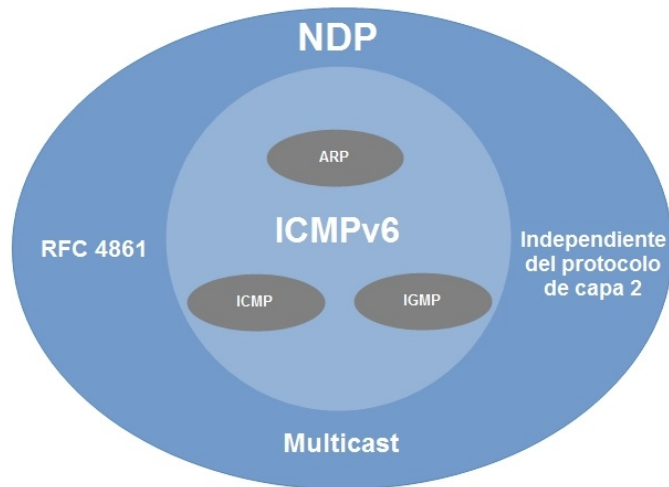 NDP
ARP
ICMPv6
RFC 4861
Independiente
del protocolo
de capa 2
ICMP
IGMP
Multicast